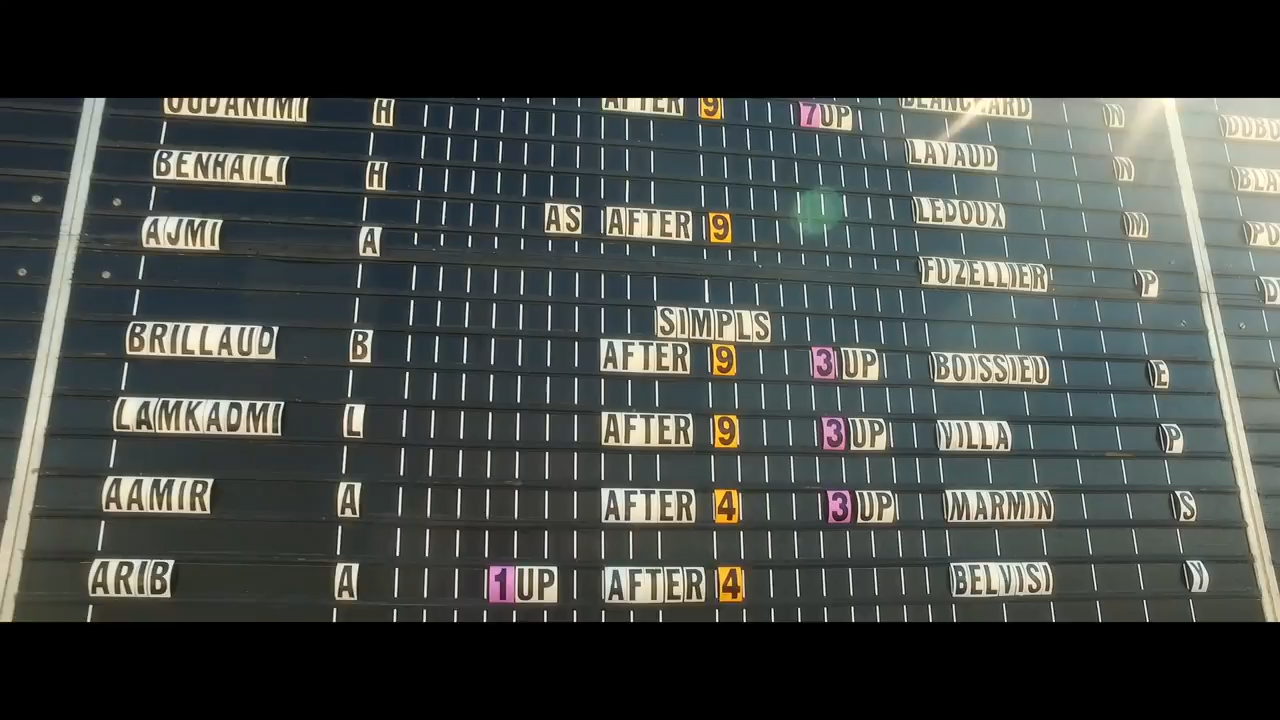 OUDANIMI H AFTER 9 7UP BLANCHARD N
BENHAILI H LAVAUD N
AJMI A AS AFTER 9 LEDOUX M
FUZELLIER P
SIMPLS
BRILLAUD B AFTER 9 3UP BOISSIEU E
LAMKADMI L AFTER 9 3UP VILLA P
AAMIR A AFTER 4 3UP MARMIN S
ARIB A 1UP AFTER 4 BELVISI Y